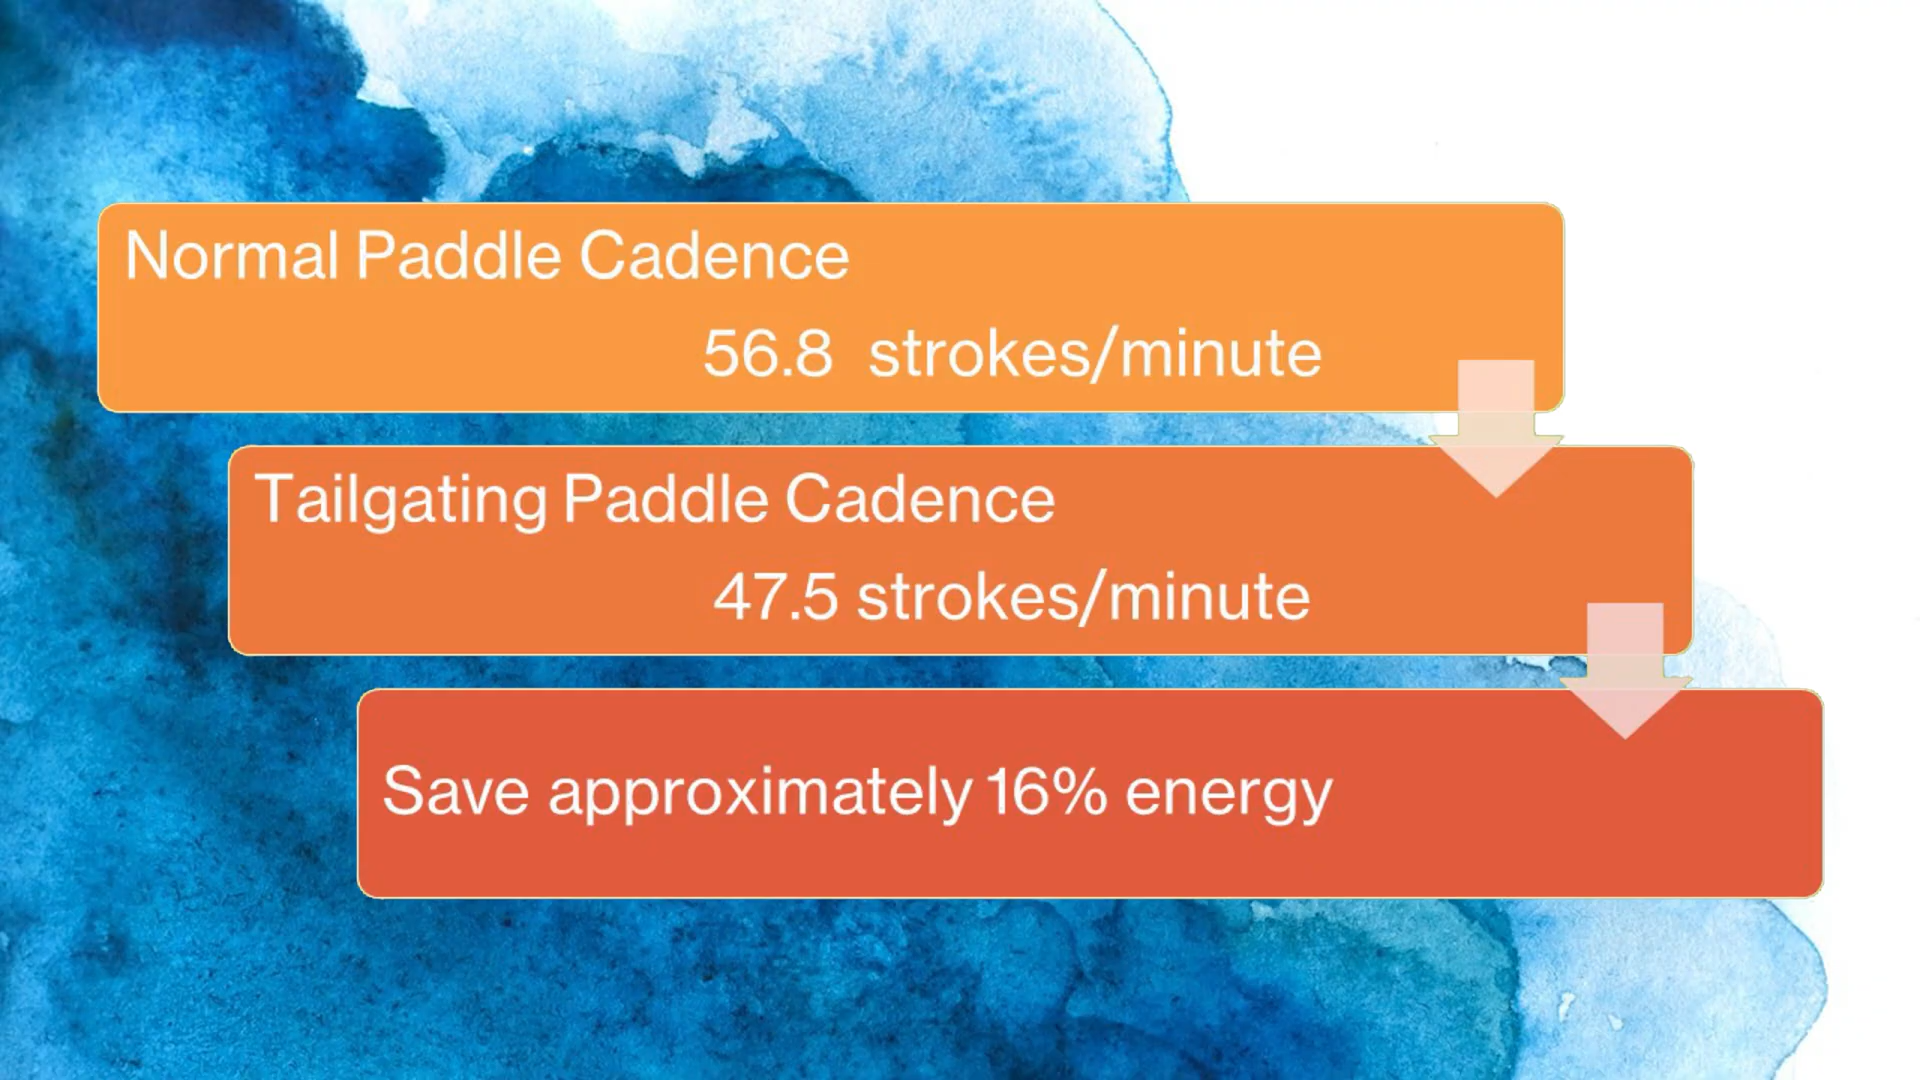 Normal Paddle Cadence
56.8 strokes/minute
Tailgating Paddle Cadence
47.5 strokes/minute
Save approximately 16% energy